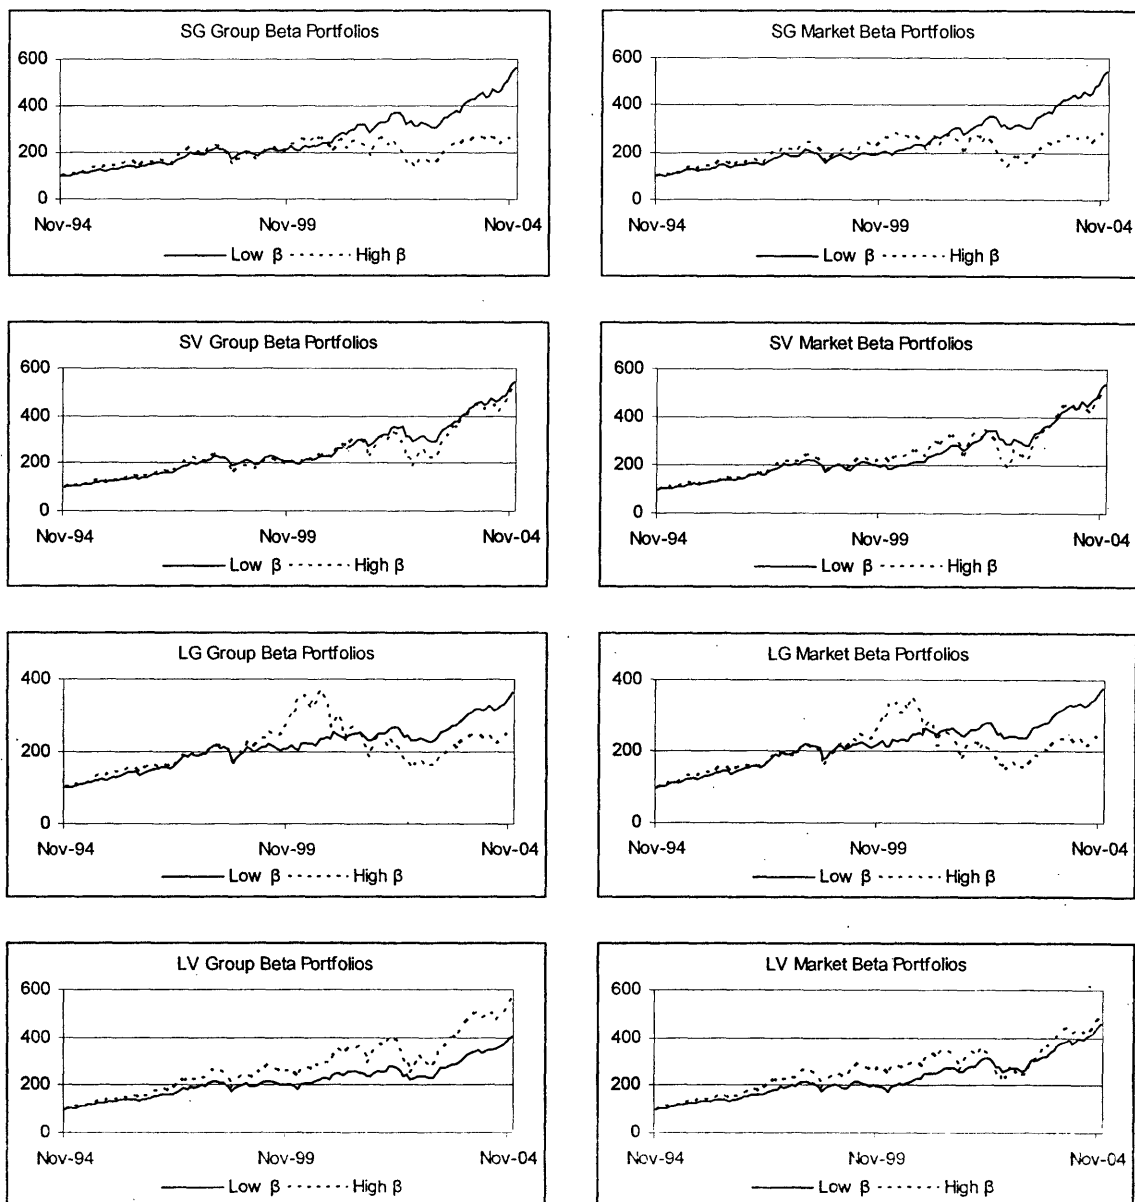 SG Group Beta Portfolios
600
400
200
0
Nov-94 Nov-99 Nov-04
Low β High β
SG Market Beta Portfolios
600
400
200
0
Nov-94 Nov-99 Nov-04
Low β High β
SV Group Beta Portfolios
600
400
200
0
Nov-94 Nov-99 Nov-04
Low β High β
SV Market Beta Portfolios
600
400
200
0
Nov-94 Nov-99 Nov-04
Low β High β
LG Group Beta Portfolios
400
200
0
Nov-94 Nov-99 Nov-04
Low β High β
LG Market Beta Portfolios
400
200
0
Nov-94 Nov-99 Nov-04
Low β High β
LV Group Beta Portfolios
600
400
200
0
Nov-94 Nov-99 Nov-04
Low β High β
LV Market Beta Portfolios
600
400
200
0
Nov-94 Nov-99 Nov-04
Low β High β